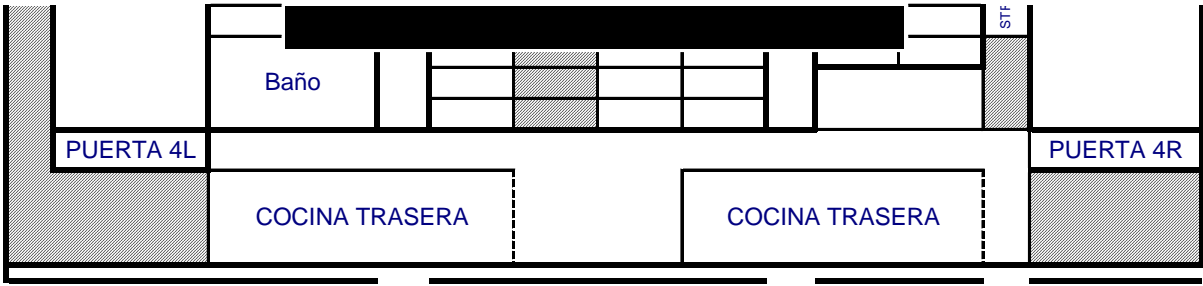 STF
Baño
PUERTA 4L
PUERTA 4R
COCINA TRASERA
COCINA TRASERA